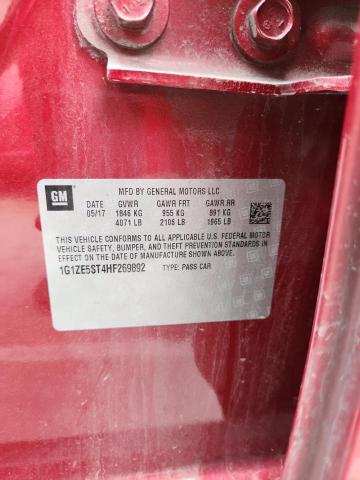 GM
MFD BY GENERAL MOTORS LLC
DATE GVWR GAWR FRT GAWR RR
05/17 1846 KG 955 KG 891 KG
4071 LB 2106 LB 1965 LB
THIS VEHICLE CONFORMS TO ALL APPLICABLE U.S. FEDERAL MOTOR
VEHICLE SAFETY, BUMPER, AND THEFT PREVENTION STANDARDS IN
EFFECT ON THE DATE OF MANUFACTURE SHOWN ABOVE.
1G1ZE5ST4HF269892 TYPE: PASS CAR